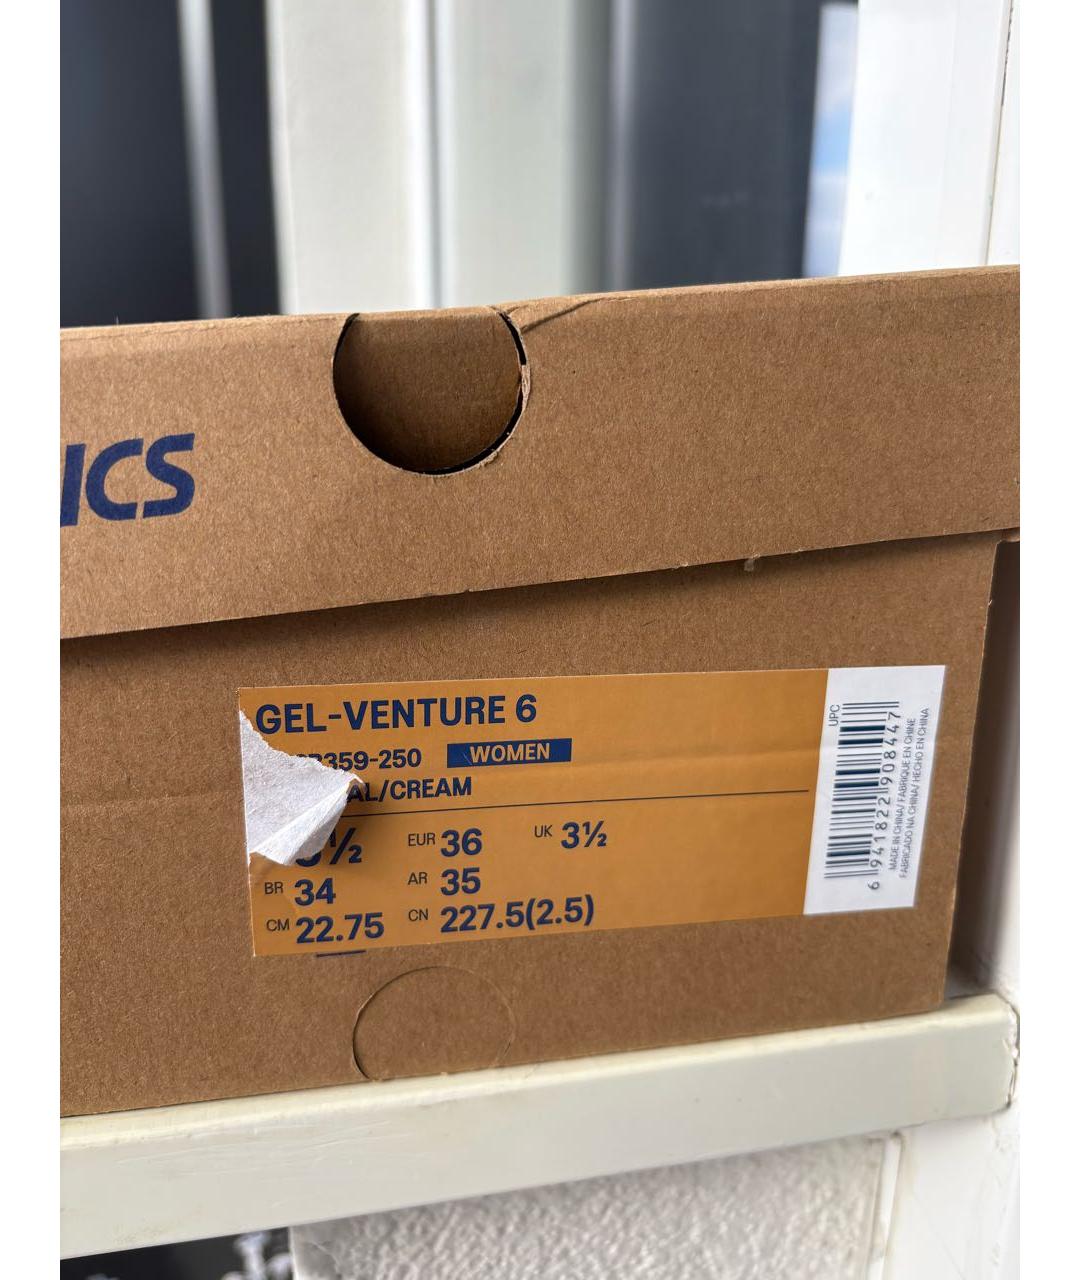 ICS
GEL-VENTURE 6
359-250 WOMEN
AL/CREAM
½ EUR 36 UK 3½
BR 34 AR 35
CM 22.75 CN 227.5(2.5)
UPC
6 941822 908447
MADE IN CHINA/ FABRIQUE EN CHINE
FABRICADO NA CHINA/ HECHO EN CHINA